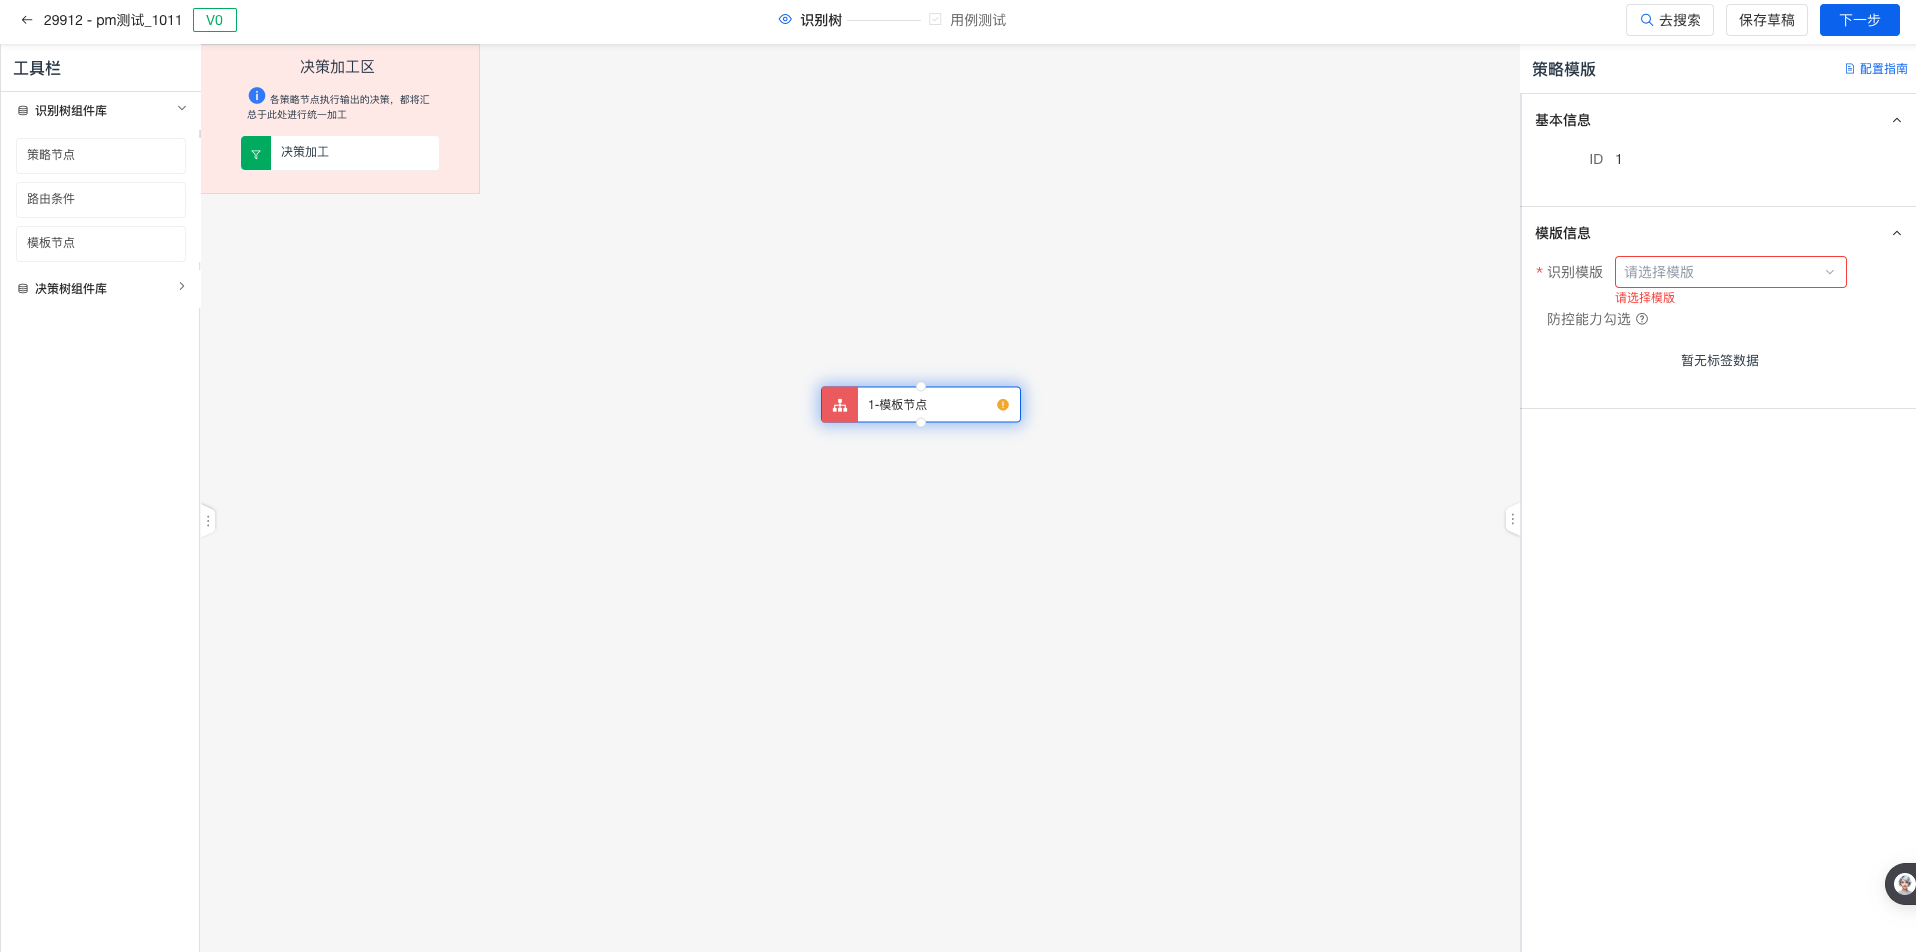 29912 - pm测试_1011 V0
识别树
用例测试
去搜索
保存草稿
下一步
工具栏
识别树组件库
策略节点
路由条件
模板节点
决策树组件库
决策加工区
各策略节点执行输出的决策，都将汇
总于此处进行统一加工
决策加工
1-模板节点
策略模版
配置指南
基本信息
ID 1
模版信息
* 识别模版 请选择模版
请选择模版
防控能力勾选
暂无标签数据